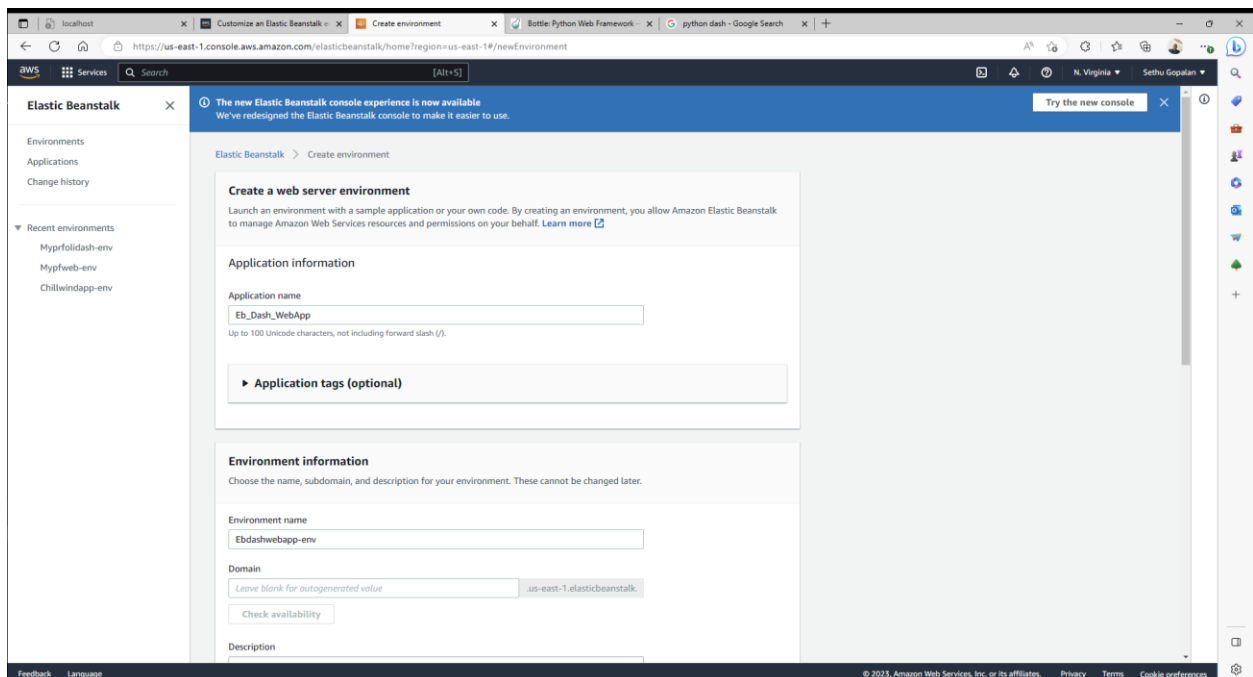 localhost
Customize an Elastic Beanstalk e
Create environment
Bottle: Python Web Framework -
python dash - Google Search
https://us-east-1.console.aws.amazon.com/elasticbeanstalk/home?region=us-east-1#/newEnvironment
aws
Services
Search
[Alt+S]
N. Virginia
Sethu Gopalan
Elastic Beanstalk
Environments
Applications
Change history
Recent environments
Myprfolidash-env
Mypfweb-env
Chillwindapp-env
The new Elastic Beanstalk console experience is now available
We've redesigned the Elastic Beanstalk console to make it easier to use.
Try the new console
Elastic Beanstalk > Create environment
Create a web server environment
Launch an environment with a sample application or your own code. By creating an environment, you allow Amazon Elastic Beanstalk
to manage Amazon Web Services resources and permissions on your behalf. Learn more
Application information
Application name
Eb_Dash_WebApp
Up to 100 Unicode characters, not including forward slash (/).
Application tags (optional)
Environment information
Choose the name, subdomain, and description for your environment. These cannot be changed later.
Environment name
Ebdashwebapp-env
Domain
Leave blank for autogenerated value
.us-east-1.elasticbeanstalk.
Check availability
Description
Feedback
Language
© 2023, Amazon Web Services, Inc. or its affiliates.
Privacy
Terms
Cookie preferences